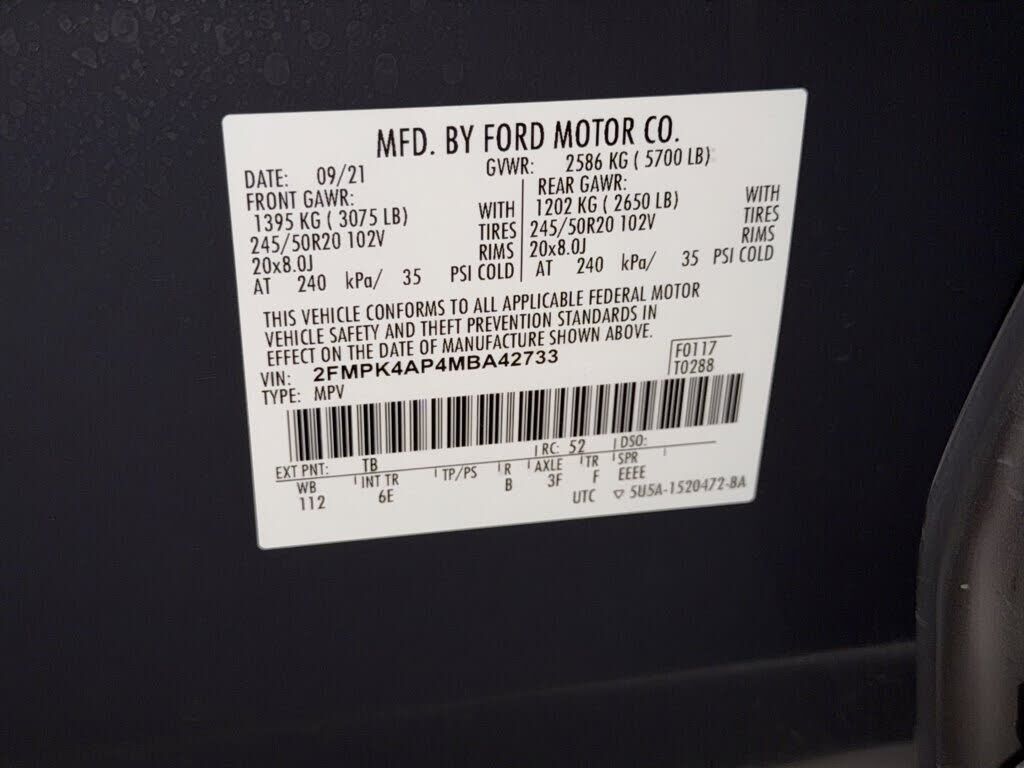 MFD. BY FORD MOTOR CO.
DATE: 09/21 GVWR: 2586 KG ( 5700 LB)
FRONT GAWR: REAR GAWR:
1395 KG ( 3075 LB) WITH 1202 KG ( 2650 LB) WITH
245/50R20 102V TIRES 245/50R20 102V TIRES
20x8.0J RIMS 20x8.0J RIMS
AT 240 kPa/ 35 PSI COLD AT 240 kPa/ 35 PSI COLD
THIS VEHICLE CONFORMS TO ALL APPLICABLE FEDERAL MOTOR
VEHICLE SAFETY AND THEFT PREVENTION STANDARDS IN
EFFECT ON THE DATE OF MANUFACTURE SHOWN ABOVE.
VIN: 2FMPK4AP4MBA42733 F0117
TYPE: MPV T0288
EXT PNT: TB RC: 52 DSO:
WB INT TR TP/PS R AXLE TR SPR
112 6E B 3F F EEEE
UTC ▽ 5U5A-1520472-BA